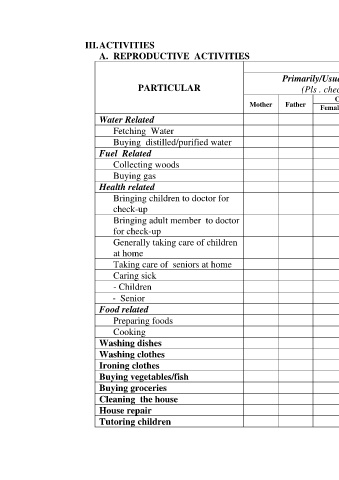 III.ACTIVITIES
A. REPRODUCTIVE ACTIVITIES
PARTICULAR
Primarily/Usu
(Pls . chec
Mother
Father
C
Femal
Water Related
Fetching Water
Buying distilled/purified water
Fuel Related
Collecting woods
Buying gas
Health related
Bringing children to doctor for
check-up
Bringing adult member to doctor
for check-up
Generally taking care of children
at home
Taking care of seniors at home
Caring sick
- Children
- Senior
Food related
Preparing foods
Cooking
Washing dishes
Washing clothes
Ironing clothes
Buying vegetables/fish
Buying groceries
Cleaning the house
House repair
Tutoring children